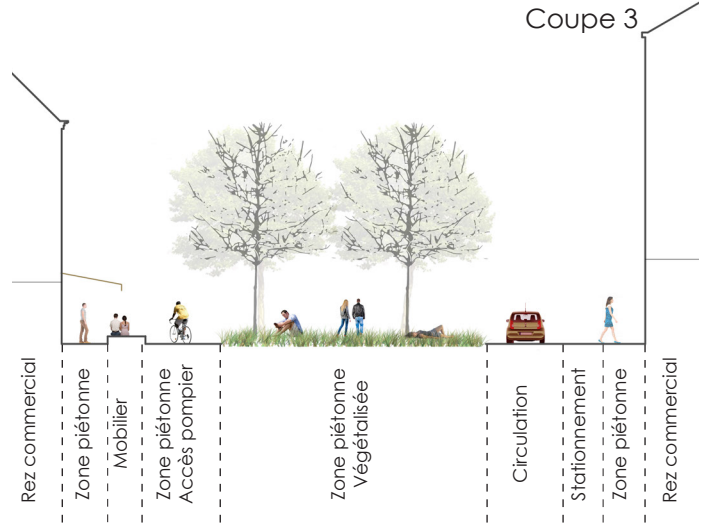 Coupe 3
Rez commercial
Zone piétonne
Mobilier
Zone piétonne
Accès pompier
Zone piétonne
Végétalisée
Circulation
Stationnement
Zone piétonne
Rez commercial